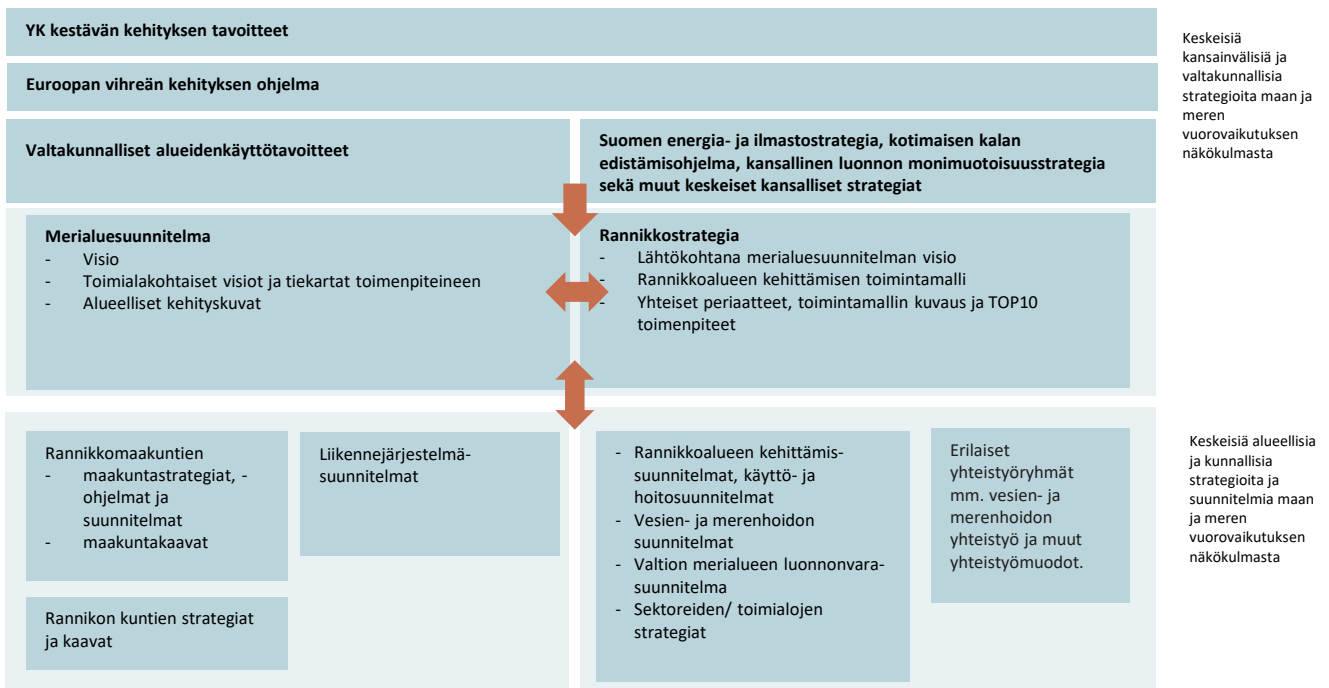 YK kestävän kehityksen tavoitteet
Euroopan vihreän kehityksen ohjelma
Valtakunnalliset alueidenkäyttötavoitteet
Suomen energia- ja ilmastostrategia, kotimaisen kalan
edistämisohjelma, kansallinen luonnon monimuotoisuusstrategia
sekä muut keskeiset kansalliset strategiat
Keskeisiä
kansainvälisiä ja
valtakunnallisia
strategioita maan ja
meren
vuorovaikutuksen
näkökulmasta
Merialuesuunnitelma
- Visio
- Toimialakohtaiset visiot ja tiekartat toimenpiteineen
- Alueelliset kehityskuvat
Rannikkostrategia
- Lähtökohtana merialuesuunnitelman visio
- Rannikkoalueen kehittämisen toimintamalli
- Yhteiset periaatteet, toimintamallin kuvaus ja TOP10
toimenpiteet
Rannikkomaakuntien
- maakuntastrategiat, -
ohjelmat ja
suunnitelmat
- maakuntakaavat
Liikennejärjestelmä-
suunnitelmat
Rannikon kuntien strategiat
ja kaavat
- Rannikkoalueen kehittämis-
suunnitelmat, käyttö- ja
hoitosuunnitelmat
- Vesien- ja merenhoidon
suunnitelmat
- Valtion merialueen luonnonvara-
suunnitelma
- Sektoreiden/ toimialojen
strategiat
Erilaiset
yhteistyöryhmät
mm. vesien- ja
merenhoidon
yhteistyö ja muut
yhteistyömuodot.
Keskeisiä alueellisia
ja kunnallisia
strategioita ja
suunnitelmia maan
ja meren
vuorovaikutuksen
näkökulmasta